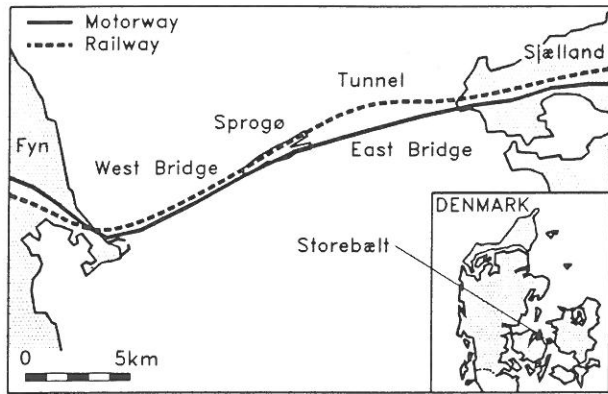 Motorway
Railway
Sjælland
Tunnel
Sprogø
Fyn
West Bridge
East Bridge
DENMARK
Storebælt
0 5km